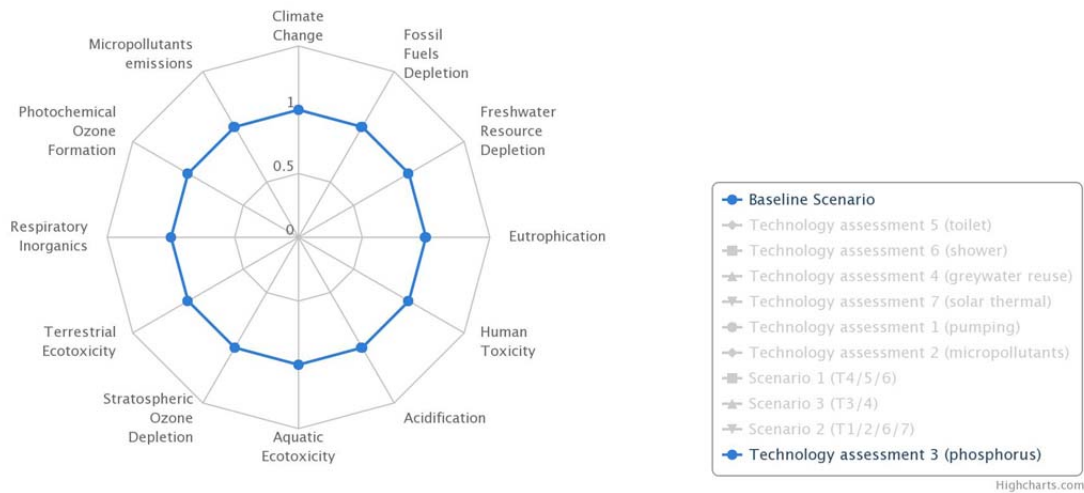 Climate
Change
Fossil
Fuels
Depletion
Freshwater
Resource
Depletion
Eutrophication
Human
Toxicity
Acidification
Aquatic
Ecotoxicity
Stratospheric
Ozone
Depletion
Terrestrial
Ecotoxicity
Respiratory
Inorganics
Photochemical
Ozone
Formation
Micropollutants
emissions
1
0.5
0
Baseline Scenario
Technology assessment 5 (toilet)
Technology assessment 6 (shower)
Technology assessment 4 (greywater reuse)
Technology assessment 7 (solar thermal)
Technology assessment 1 (pumping)
Technology assessment 2 (micropollutants)
Scenario 1 (T4/5/6)
Scenario 3 (T3/4)
Scenario 2 (T1/2/6/7)
Technology assessment 3 (phosphorus)
Highcharts.com